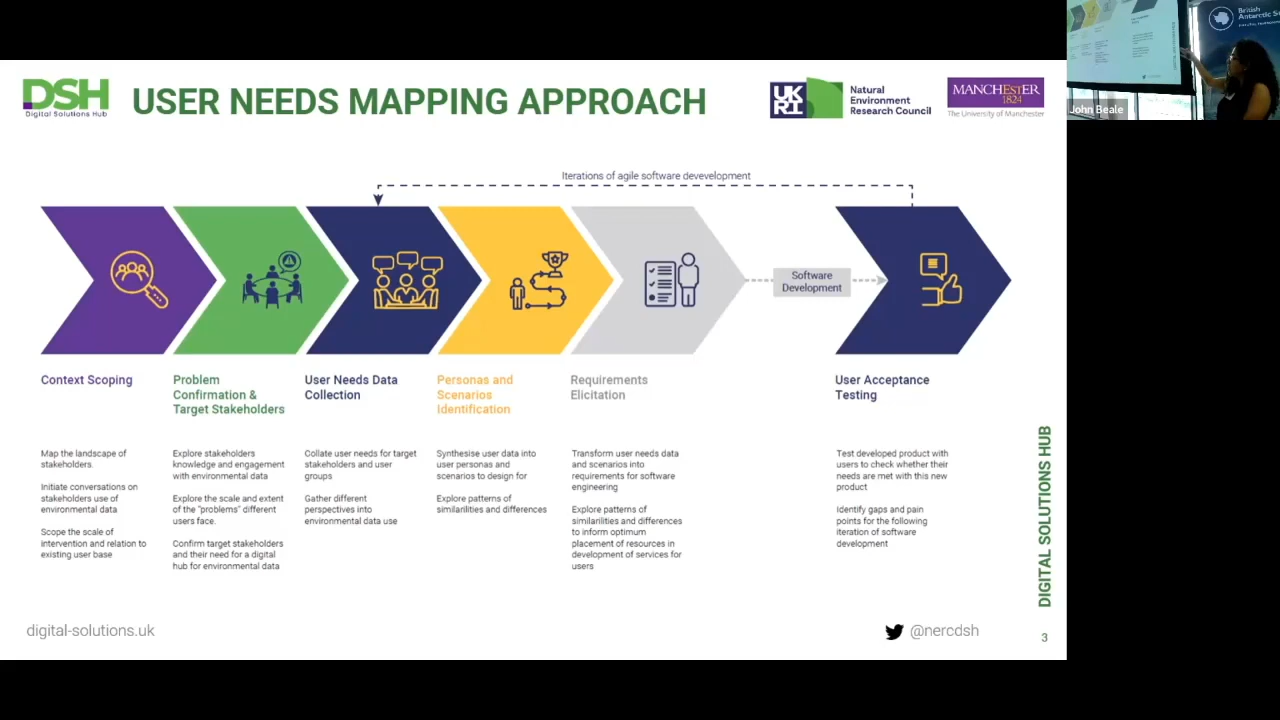 DSH
Digital Solutions Hub
USER NEEDS MAPPING APPROACH
UK
RI
Natural
Environment
Research Council
MANCHESTER
1824
The University of Manchester
British
Antarctic S
John Beale
Iterations of agile software devevelopment
Software
Development
Context Scoping
Map the landscape of
stakeholders.
Initiate conversations on
stakeholders use of
environmental data
Scope the scale of
intervention and relation to
existing user base
Problem
Confirmation &
Target Stakeholders
Explore stakeholders
knowledge and engagement
with environmental data
Explore the scale and extent
of the "problems" different
users face.
Confirm target stakeholders
and their need for a digital
hub for environmental data
User Needs Data
Collection
Collate user needs for target
stakeholders and user
groups
Gather different
perspectives into
environmental data use
Personas and
Scenarios
Identification
Synthesise user data into
user personas and
scenarios to design for
Explore patterns of
similarilities and differences
Requirements
Elicitation
Transform user needs data
and scenarios into
requirements for software
engineering
Explore patterns of
similarilities and differences
to inform optimum
placement of resources in
development of services for
users
User Acceptance
Testing
Test developed product with
users to check whether their
needs are met with this new
product
Identify gaps and pain
points for the following
iteration of software
development
DIGITAL SOLUTIONS HUB
digital-solutions.uk
@nercdsh
3